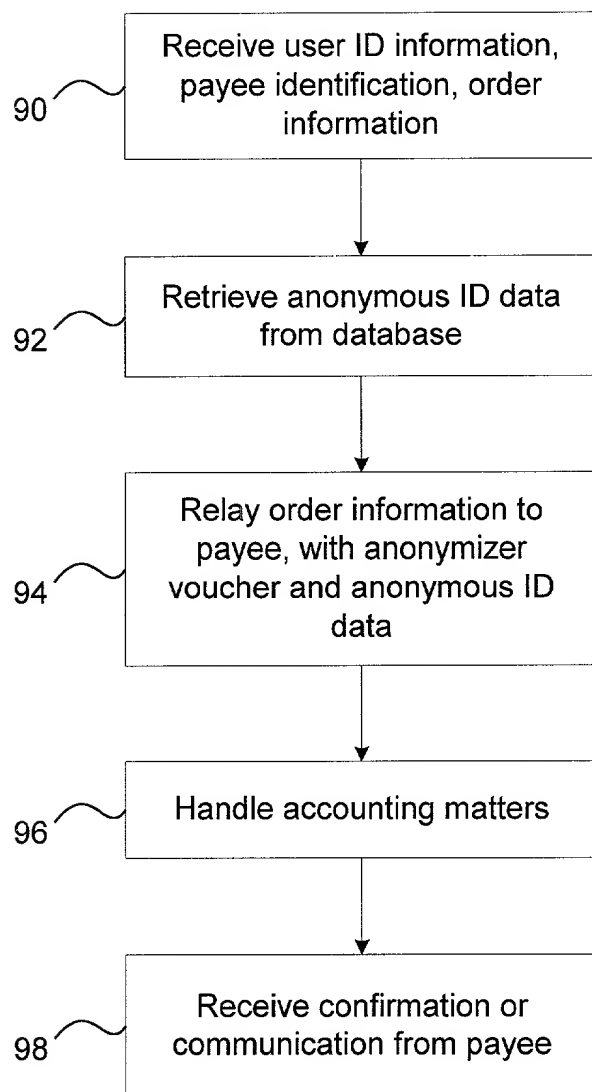 Receive user ID information,
payee identification, order
information
90
Retrieve anonymous ID data
from database
92
Relay order information to
payee, with anonymizer
voucher and anonymous ID
data
94
Handle accounting matters
96
Receive confirmation or
communication from payee
98